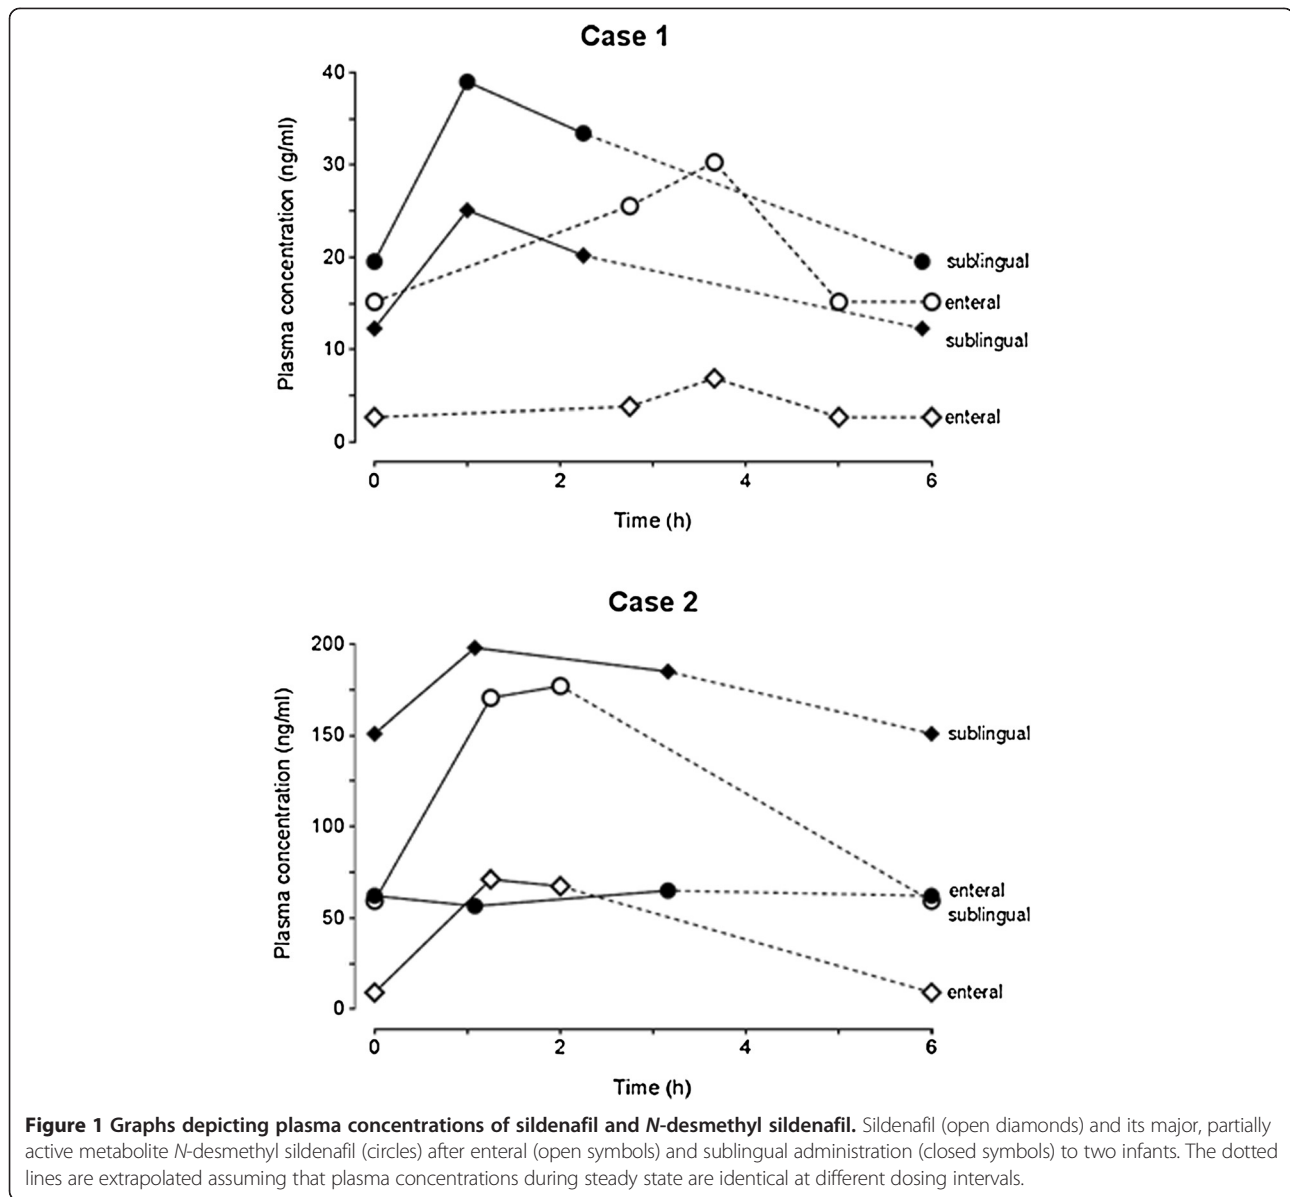 Case 1
Plasma concentration (ng/ml)
40
30
20
10
0
sublingual
enteral
sublingual
enteral
0 2 4 6
Time (h)
Case 2
Plasma concentration (ng/ml)
200
150
100
50
0
sublingual
enteral
sublingual
enteral
0 2 4 6
Time (h)
Figure 1 Graphs depicting plasma concentrations of sildenafil and N-desmethyl sildenafil. Sildenafil (open diamonds) and its major, partially
active metabolite N-desmethyl sildenafil (circles) after enteral (open symbols) and sublingual administration (closed symbols) to two infants. The dotted
lines are extrapolated assuming that plasma concentrations during steady state are identical at different dosing intervals.